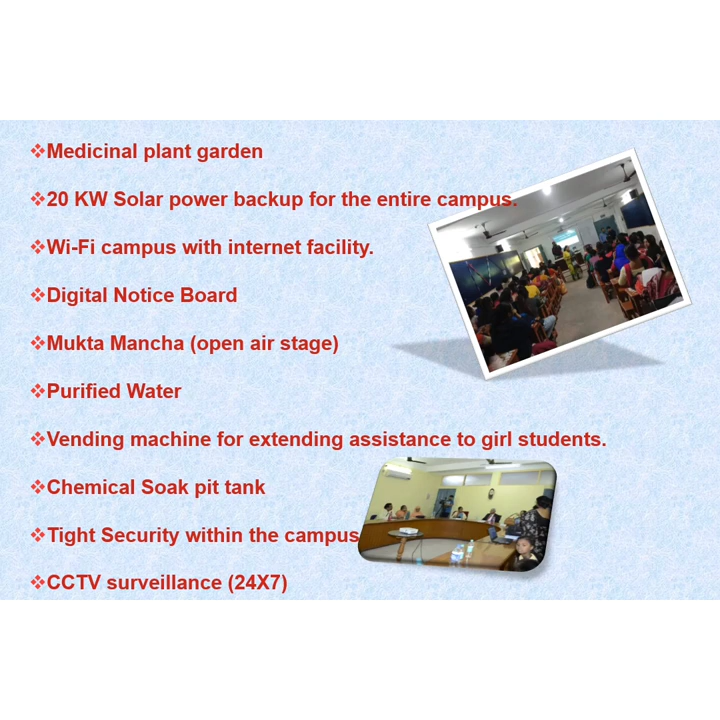 ❖Medicinal plant garden
❖20 KW Solar power backup for the entire campus.
❖Wi-Fi campus with internet facility.
❖Digital Notice Board
❖Mukta Mancha (open air stage)
❖Purified Water
❖Vending machine for extending assistance to girl students.
❖Chemical Soak pit tank
❖Tight Security within the campus
❖CCTV surveillance (24X7)